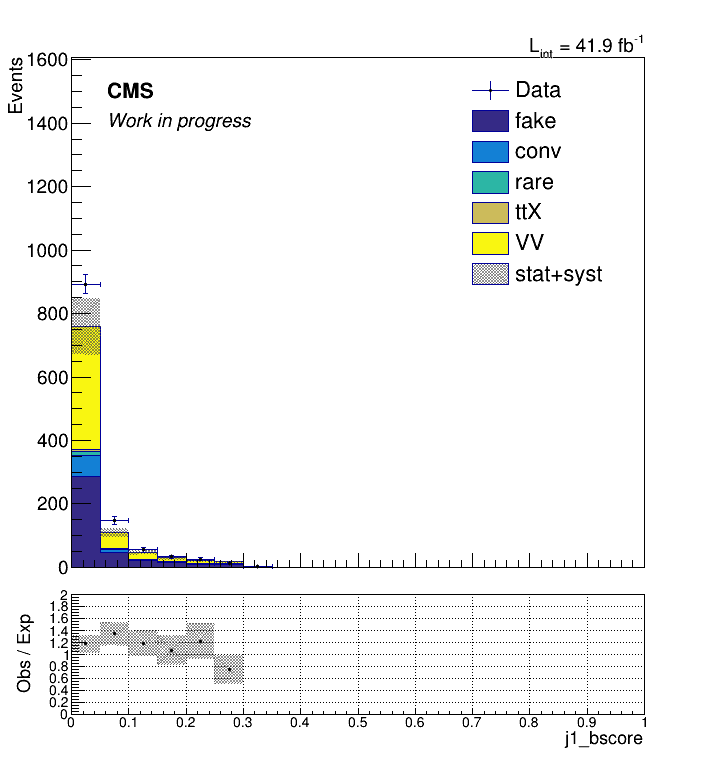 L_int = 41.9 fb^-1
Events
1600
1400
1200
1000
800
600
400
200
0
CMS
Work in progress
Data
fake
conv
rare
ttX
VV
stat+syst
Obs / Exp
2
1.8
1.6
1.4
1.2
1
0.8
0.6
0.4
0.2
0
0 0.1 0.2 0.3 0.4 0.5 0.6 0.7 0.8 0.9 1
j1_bscore